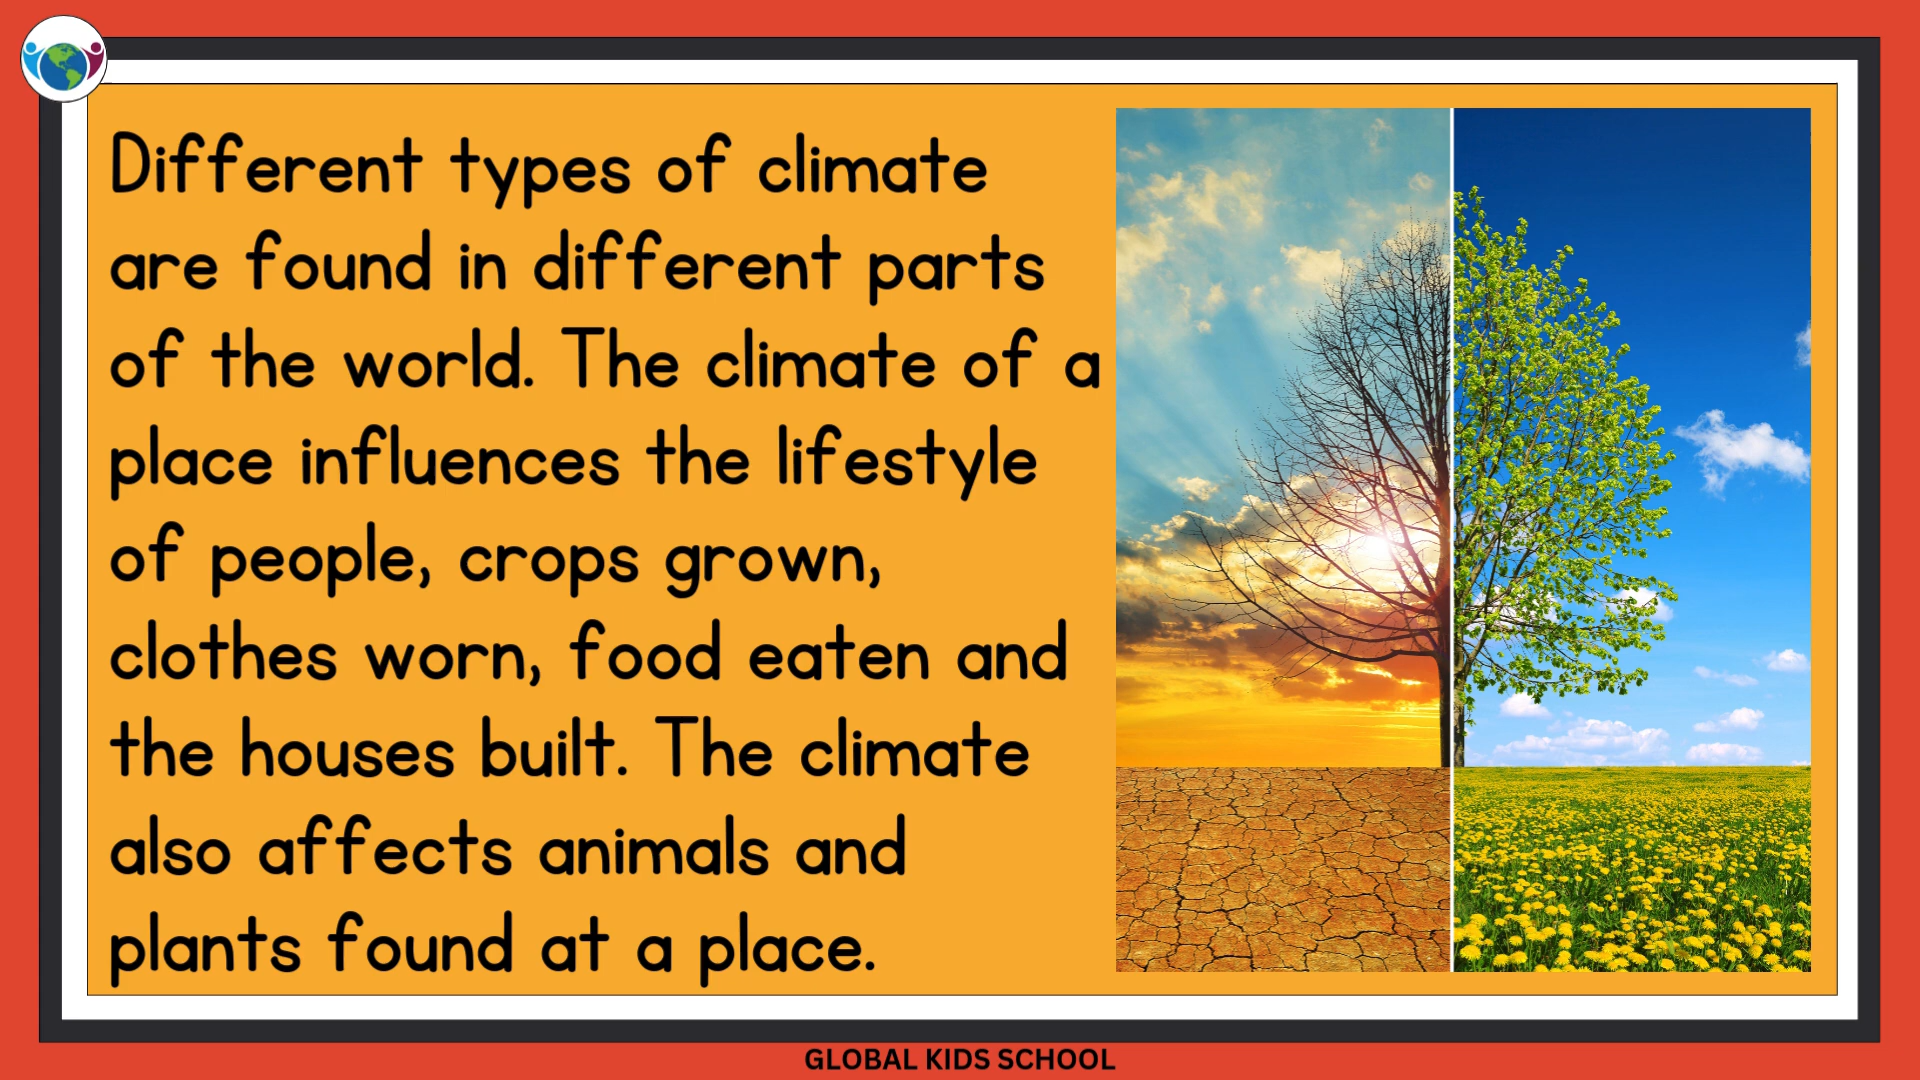 Different types of climate
are found in different parts
of the world. The climate of a
place influences the lifestyle
of people, crops grown,
clothes worn, food eaten and
the houses built. The climate
also affects animals and
plants found at a place.
GLOBAL KIDS SCHOOL